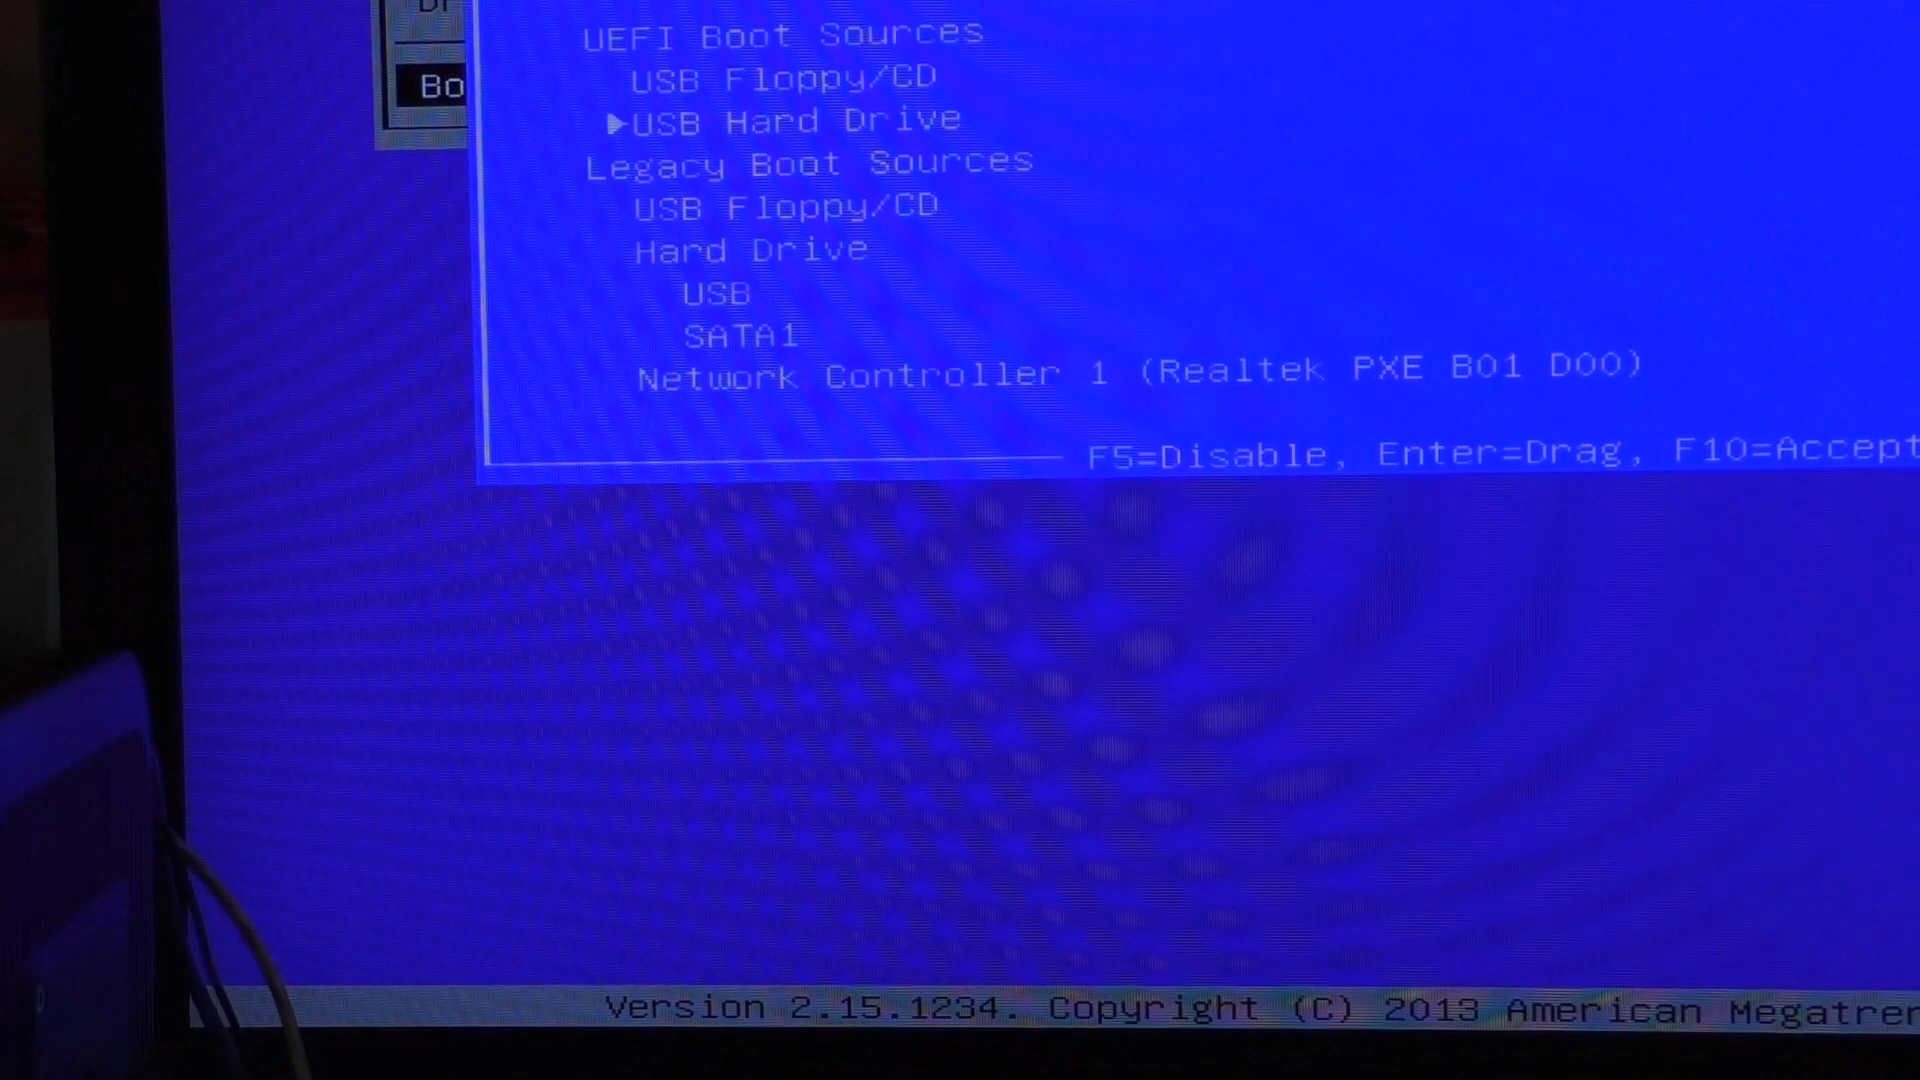 UEFI Boot Sources
USB Floppy/CD
Bo
►USB Hard Drive
Legacy Boot Sources
USB Floppy/CD
Hard Drive
USB
SATA1
Network Controller 1 (Realtek PXE B01 D00)
F5=Disable, Enter=Drag, F10=Accept
Version 2.15.1234. Copyright (C) 2013 American Megatren